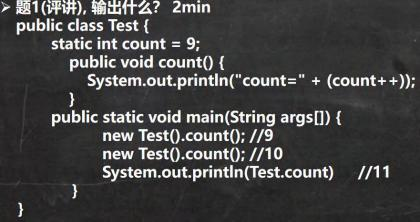 ➢ 题1(评讲), 输出什么? 2min
public class Test {
static int count = 9;
public void count() {
System.out.println("count=" + (count++));
}
public static void main(String args[]) {
new Test().count(); //9
new Test().count(); //10
System.out.println(Test.count) //11
}
}